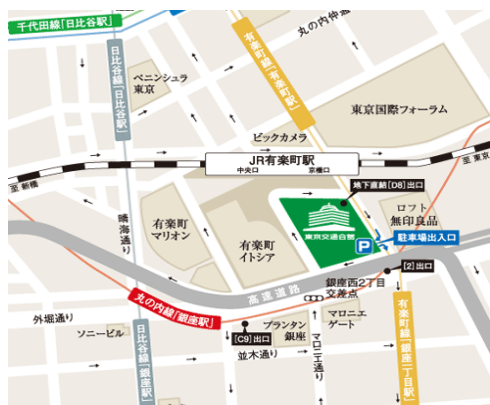 千代田線「日比谷駅」
丸の内仲通り
日比谷線「日比谷駅」
有楽町線「有楽町駅」
ペニンシュラ
東京
東京国際フォーラム
ビックカメラ
至 東京
JR有楽町駅
中央口
京橋口
至 新橋
地下直結[D8]出口
ロフト
無印良品
晴海通り
有楽町
マリオン
有楽町
イトシア
東京交通会館
P
駐車場出入口
[2]出口
高速道路
銀座西2丁目
交差点
丸の内線「銀座駅」
外堀通り
ソニービル
日比谷線「銀座駅」
[C9]出口
並木通り
プランタン
銀座
マロニエ通り
マロニエ
ゲート
有楽町線「銀座一丁目駅」